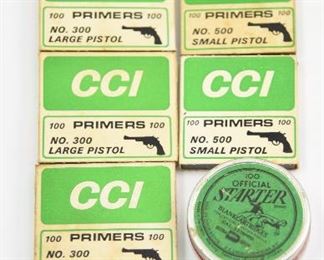 100 PRIMERS 100
NO. 300
LARGE PISTOL
100 PRIMERS 100
NO. 500
SMALL PISTOL
CCI
100 PRIMERS 100
NO. 300
LARGE PISTOL
CCI
100 PRIMERS 100
NO. 500
SMALL PISTOL
CCI
100 PRIMERS 100
NO. 300
100
OFFICIAL
STARTER
BLANK CARTRIDGES